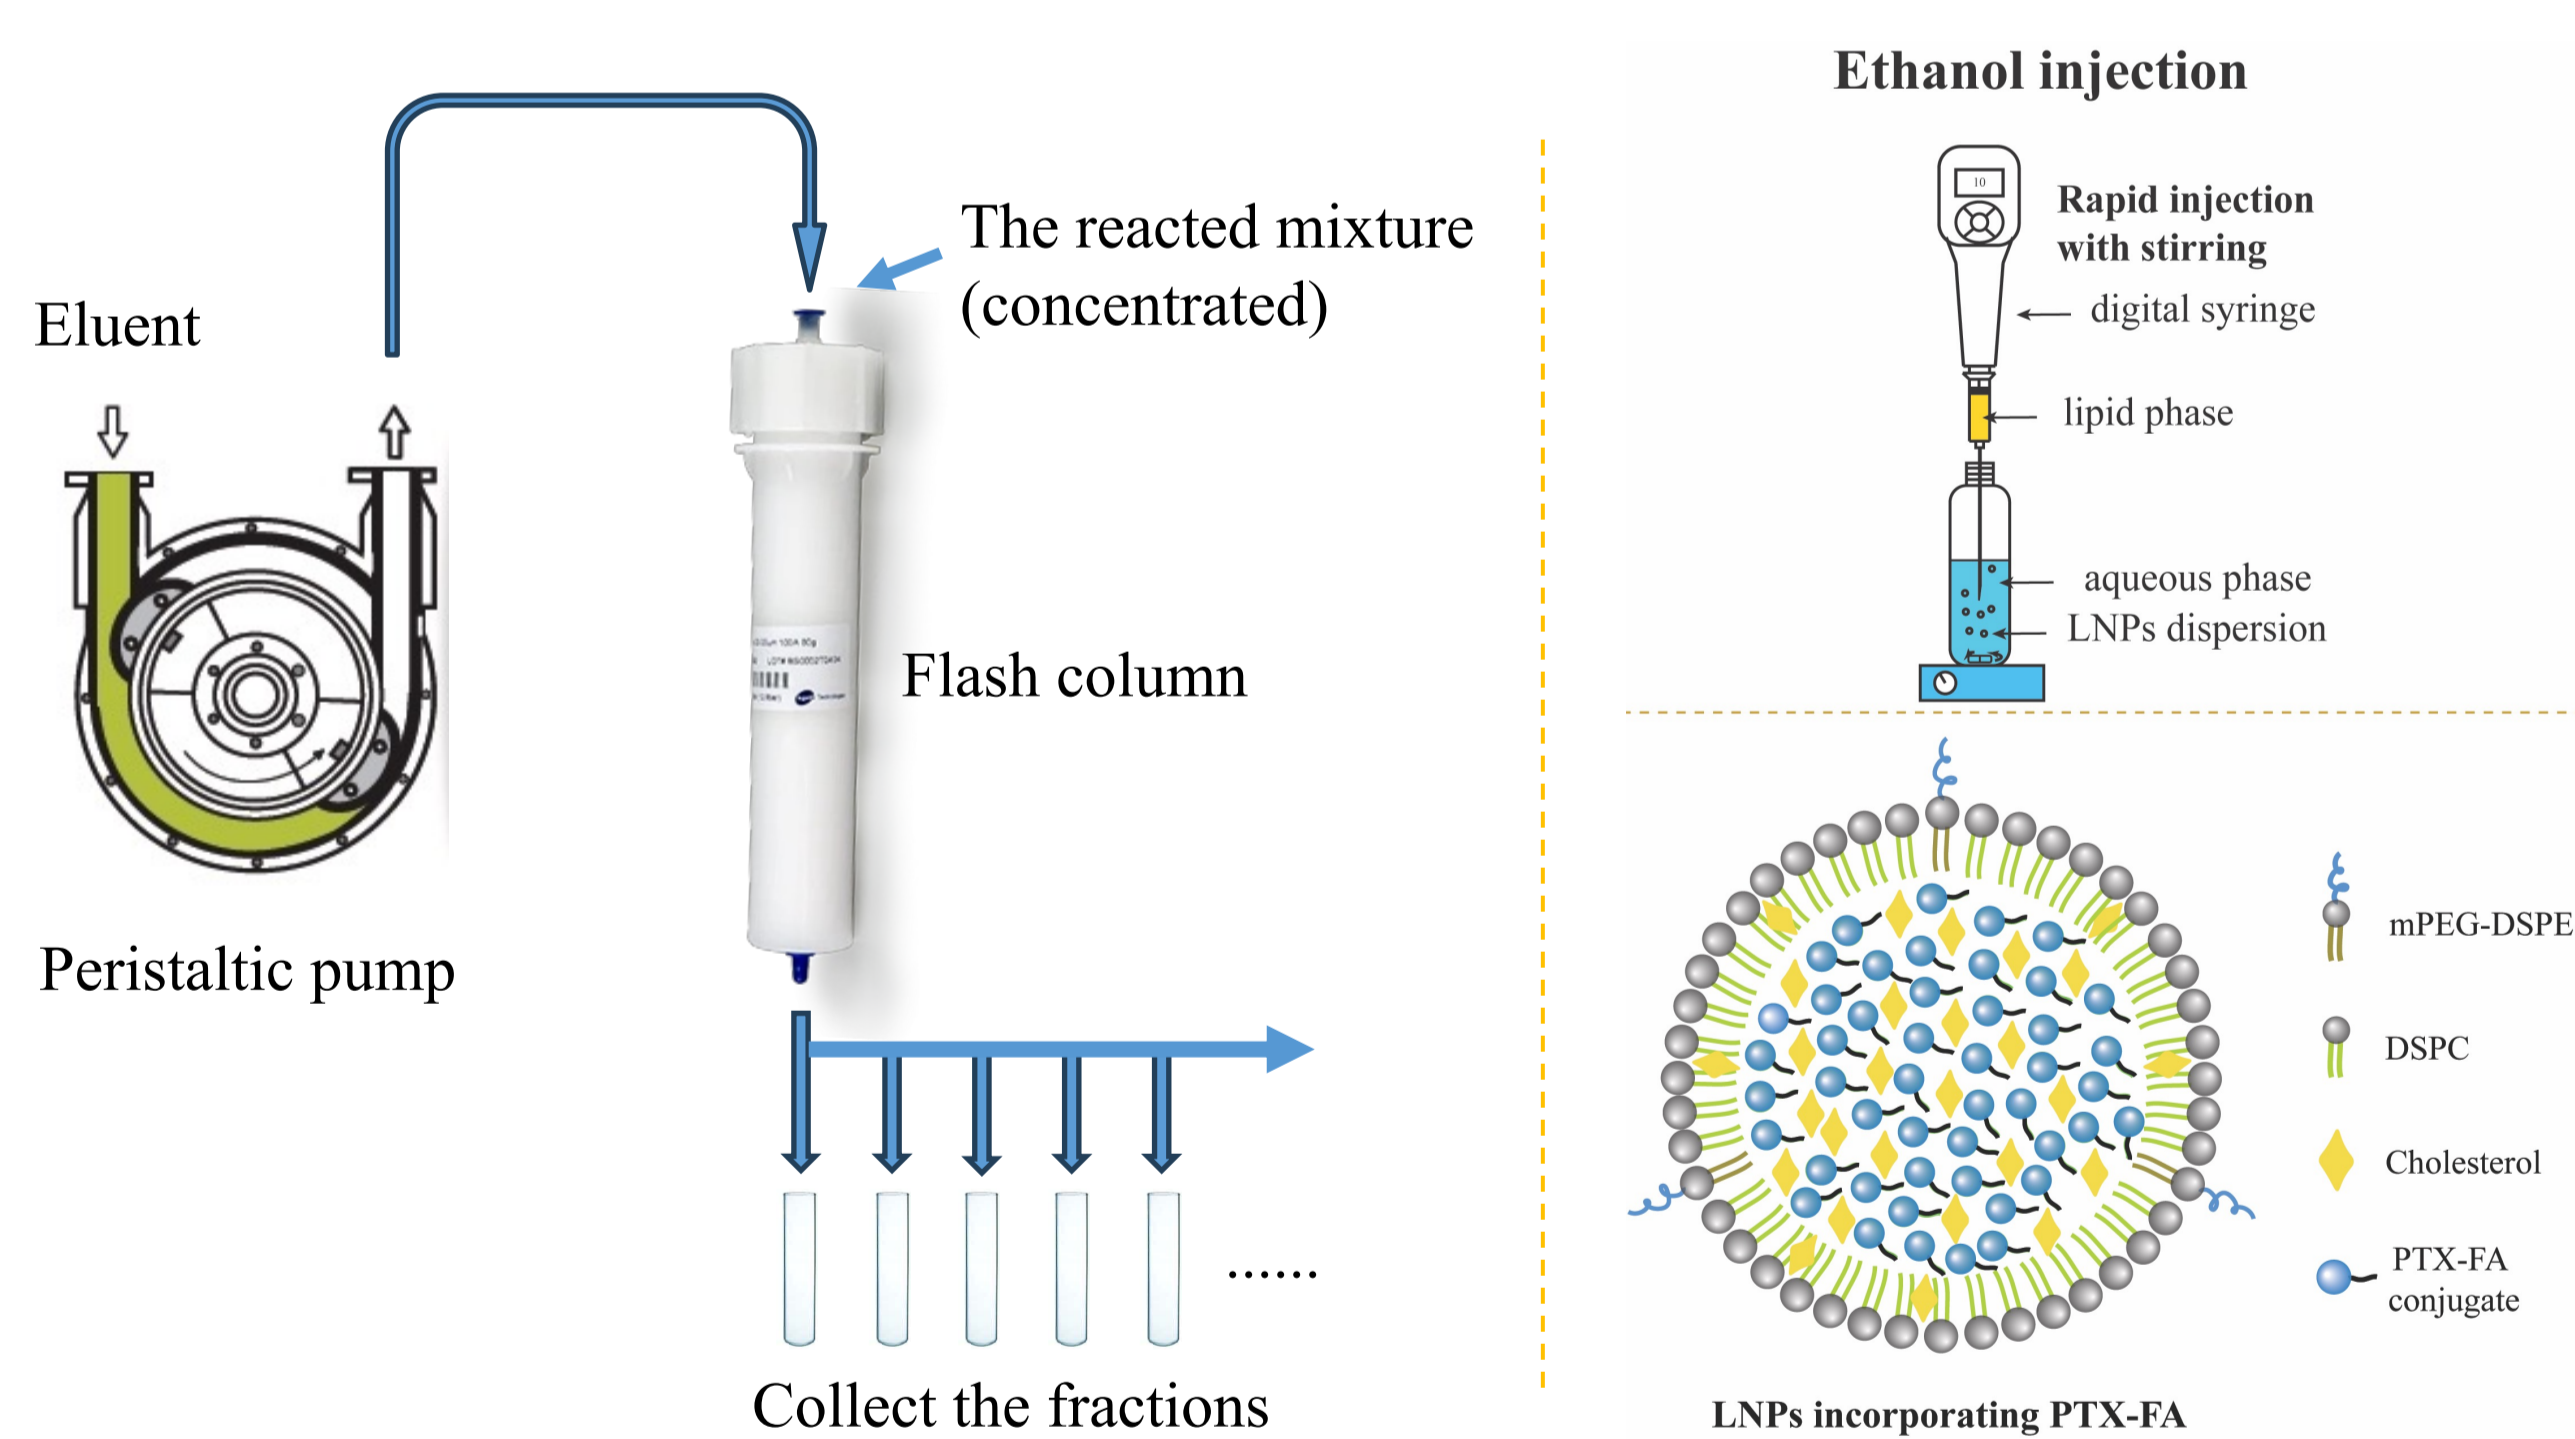 Eluent
Peristaltic pump
The reacted mixture
(concentrated)
Flash column
Collect the fractions
......
Ethanol injection
10
Rapid injection
with stirring
digital syringe
lipid phase
aqueous phase
LNPs dispersion
mPEG-DSPE
DSPC
Cholesterol
PTX-FA
conjugate
LNPs incorporating PTX-FA